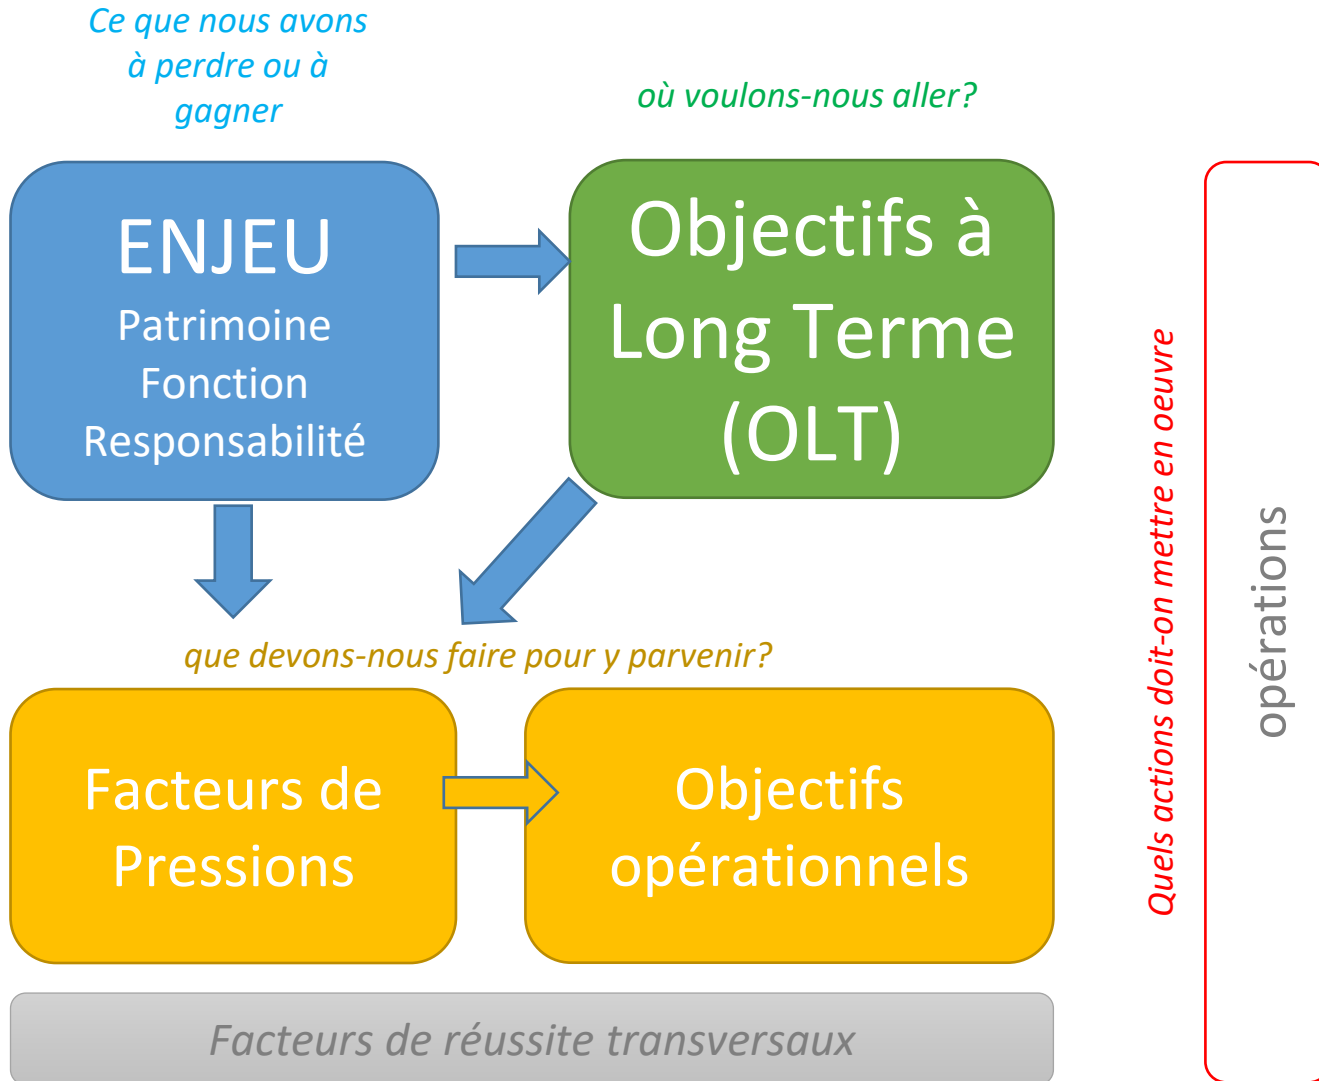 Ce que nous avons
à perdre ou à
gagner
où voulons-nous aller?
ENJEU
Patrimoine
Fonction
Responsabilité
Objectifs à
Long Terme
(OLT)
que devons-nous faire pour y parvenir?
Facteurs de
Pressions
Objectifs
opérationnels
Facteurs de réussite transversaux
Quels actions doit-on mettre en oeuvre
opérations